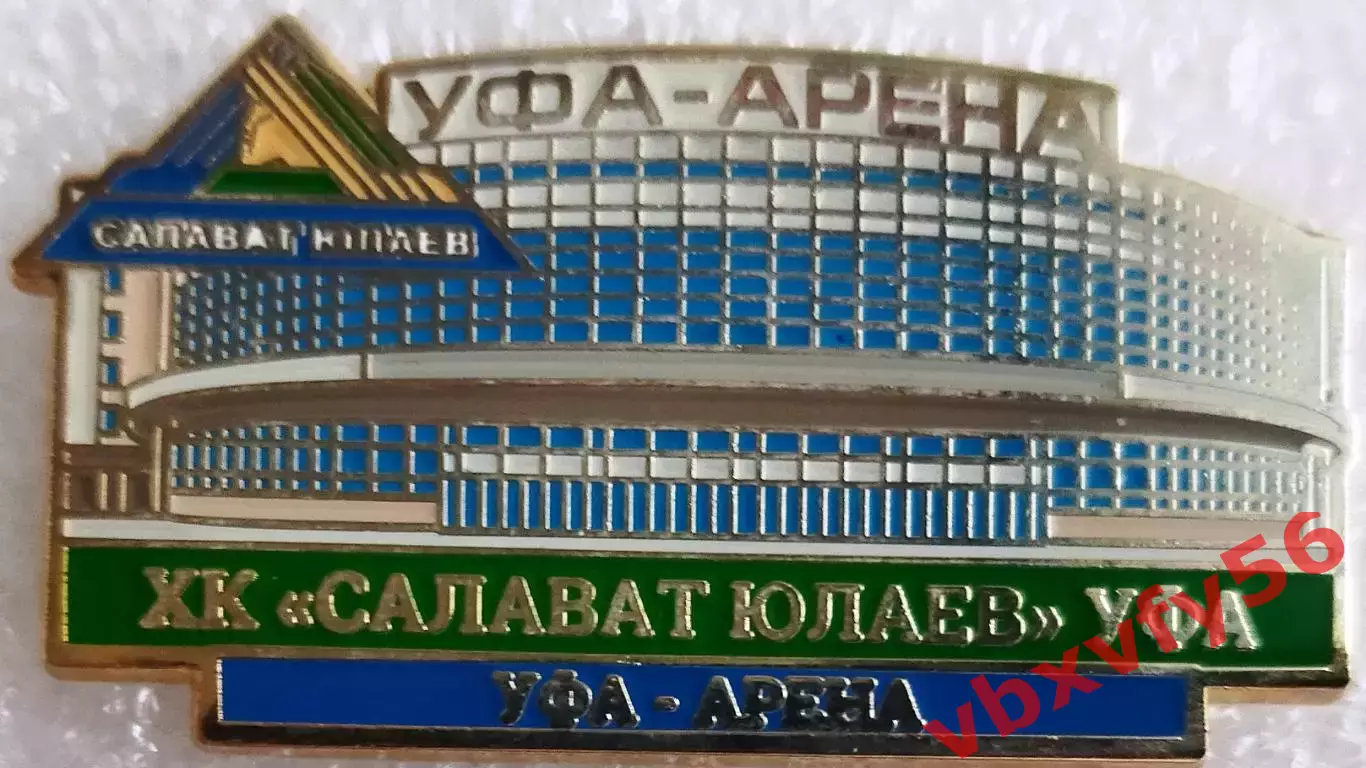 УФА-АРЕНА
САЛАВАТ ЮЛАЕВ
ХК «САЛАВАТ ЮЛАЕВ» УФА
УФА - АРЕНА
vbxvfy56